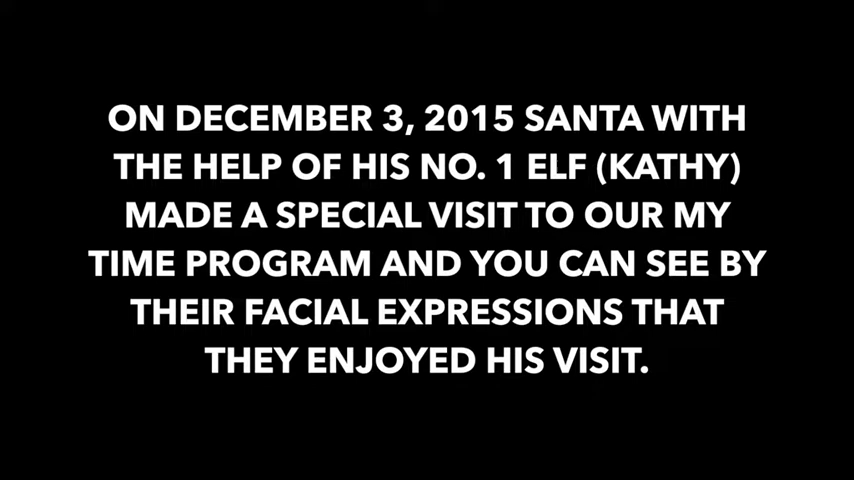 ON DECEMBER 3, 2015 SANTA WITH
THE HELP OF HIS NO. 1 ELF (KATHY)
MADE A SPECIAL VISIT TO OUR MY
TIME PROGRAM AND YOU CAN SEE BY
THEIR FACIAL EXPRESSIONS THAT
THEY ENJOYED HIS VISIT.